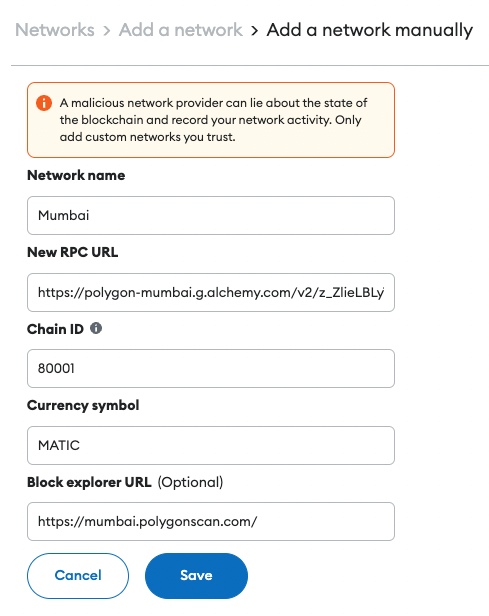 Networks > Add a network > Add a network manually
A malicious network provider can lie about the state of
the blockchain and record your network activity. Only
add custom networks you trust.
Network name
Mumbai
New RPC URL
https://polygon-mumbai.g.alchemy.com/v2/z_ZlieLBLy
Chain ID
80001
Currency symbol
MATIC
Block explorer URL (Optional)
https://mumbai.polygonscan.com/
Cancel
Save